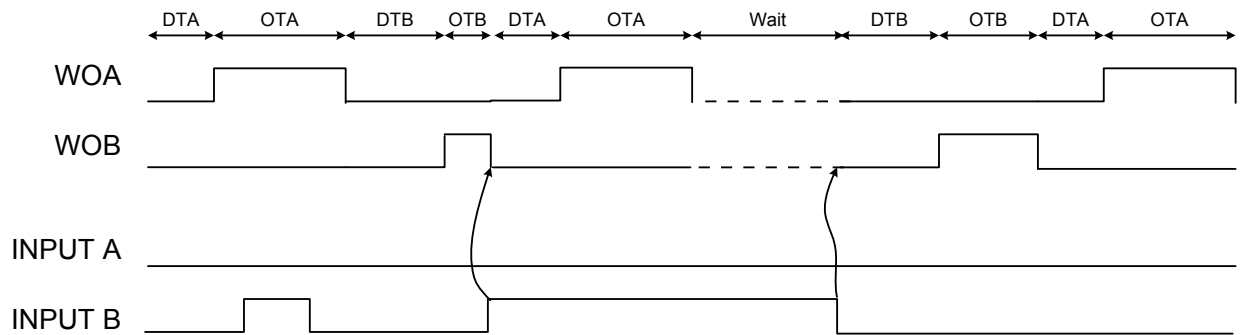 DTA OTA DTB OTB DTA OTA Wait DTB OTB DTA OTA
WOA
WOB
INPUT A
INPUT B